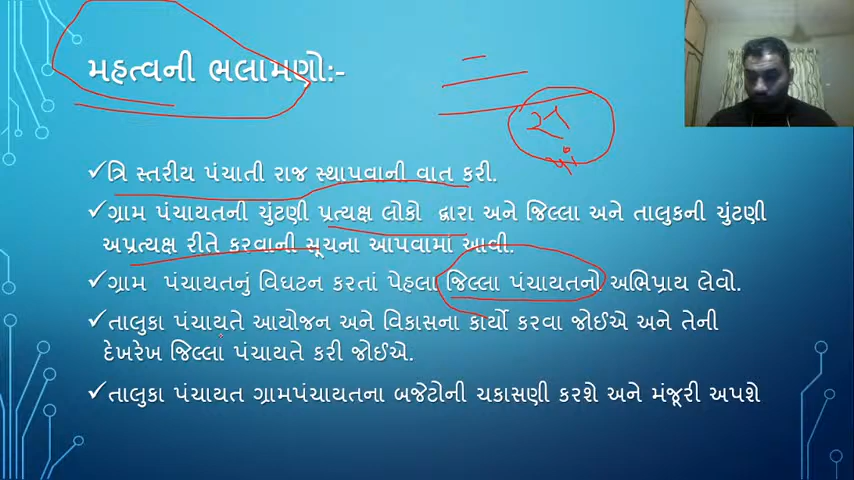 મહત્વની ભલામણો:-
ત્રિ સ્તરીય પંચાતી રાજ સ્થાપવાની વાત કરી.
ગ્રામ પંચાયતની ચુંટણી પ્રત્યક્ષ લોકો દ્વારા અને જિલ્લા અને તાલુકની ચુંટણી
અપ્રત્યક્ષ રીતે કરવાની સૂચના આપવામાં આવી.
ગ્રામ પંચાયતનું વિઘટન કરતાં પેહલા જિલ્લા પંચાયતનો અભિપ્રાય લેવો.
તાલુકા પંચાયતે આયોજન અને વિકાસના કાર્યો કરવા જોઈએ અને તેની
દેખરેખ જિલ્લા પંચાયતે કરી જોઈએ.
તાલુકા પંચાયત ગ્રામપંચાયતના બજેટોની ચકાસણી કરશે અને મંજૂરી અપશે